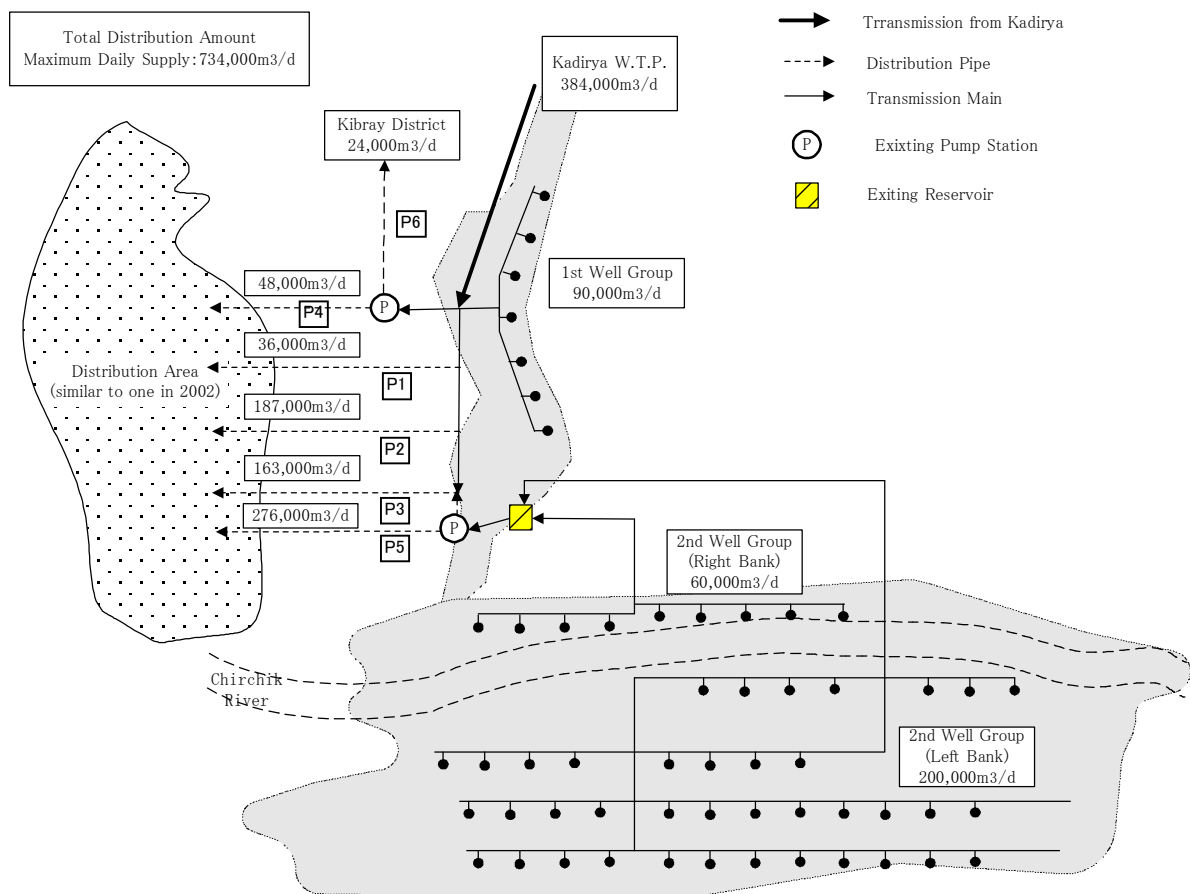 Total Distribution Amount
Maximum Daily Supply:734,000m3/d
Trransmission from Kadirya
Distribution Pipe
Transmission Main
P
Exixting Pump Station
Exiting Reservoir
Kadirya W.T.P.
384,000m3/d
Kibray District
24,000m3/d
P6
1st Well Group
90,000m3/d
48,000m3/d
P4
P
36,000m3/d
P1
Distribution Area
(similar to one in 2002)
187,000m3/d
P2
163,000m3/d
P3
276,000m3/d
P5
P
2nd Well Group
(Right Bank)
60,000m3/d
Chirchik
River
2nd Well Group
(Left Bank)
200,000m3/d